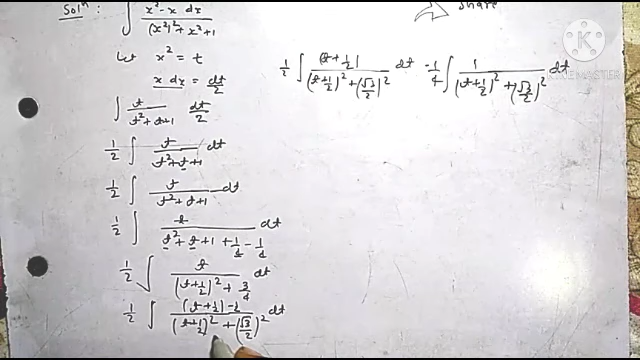 Solⁿ ∫ x² - x dx / (x²)² + x² + 1
Let x² = t
x dx = dt/2
∫ t / t² + t + 1 dt/2
1/2 ∫ t / t² + t + 1 dt
1/2 ∫ t / t² + t + 1 dt
1/2 ∫ t / t² + t + 1 + 1/4 - 1/4 dt
1/2 ∫ t / (t + 1/2)² + 3/4 dt
1/2 ∫ (t + 1/2) - 1/2 / (t + 1/2)² + (√3/2)² dt
Share
1/2 ∫ (t + 1/2) / (t + 1/2)² + (√3/2)² dt - 1/4 ∫ 1 / (t + 1/2)² + (√3/2)² dt
KINEMASTER